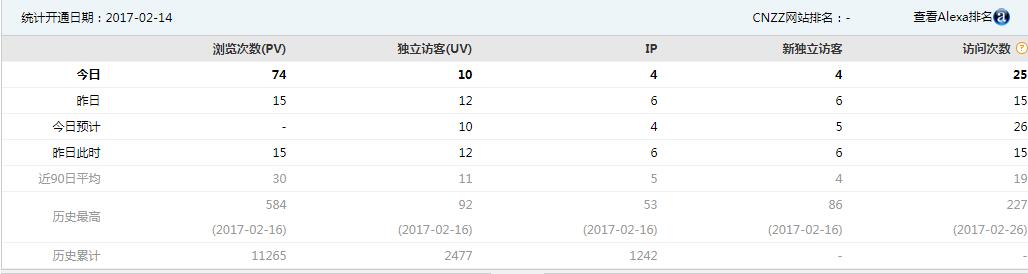 统计开通日期：2017-02-14 CNZZ网站排名：- 查看Alexa排名 a
浏览次数(PV) 独立访客(UV) IP 新独立访客 访问次数 ?
今日 74 10 4 4 25
昨日 15 12 6 6 15
今日预计 - 10 4 5 26
昨日此时 15 12 6 6 15
近90日平均 30 11 5 4 19
历史最高 584 92 53 86 227
(2017-02-16) (2017-02-16) (2017-02-16) (2017-02-16) (2017-02-26)
历史累计 11265 2477 1242 - -